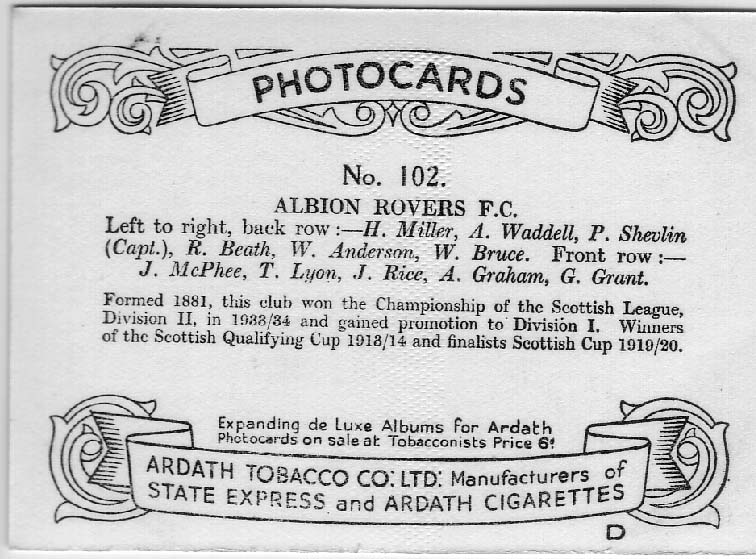 PHOTOCARDS
No. 102.
ALBION ROVERS F.C.
Left to right, back row :—H. Miller, A. Waddell, P. Shevlin
(Capt.), R. Beath, W. Anderson, W. Bruce. Front row :—
J. McPhee, T. Lyon, J. Rice, A. Graham, G. Grant.
Formed 1881, this club won the Championship of the Scottish League,
Division II, in 1933/34 and gained promotion to Division I. Winners
of the Scottish Qualifying Cup 1913/14 and finalists Scottish Cup 1919/20.
Expanding de Luxe Albums for Ardath
Photocards on sale at Tobacconists Price 6ᵈ
ARDATH TOBACCO CO: LTD: Manufacturers of
STATE EXPRESS and ARDATH CIGARETTES
D